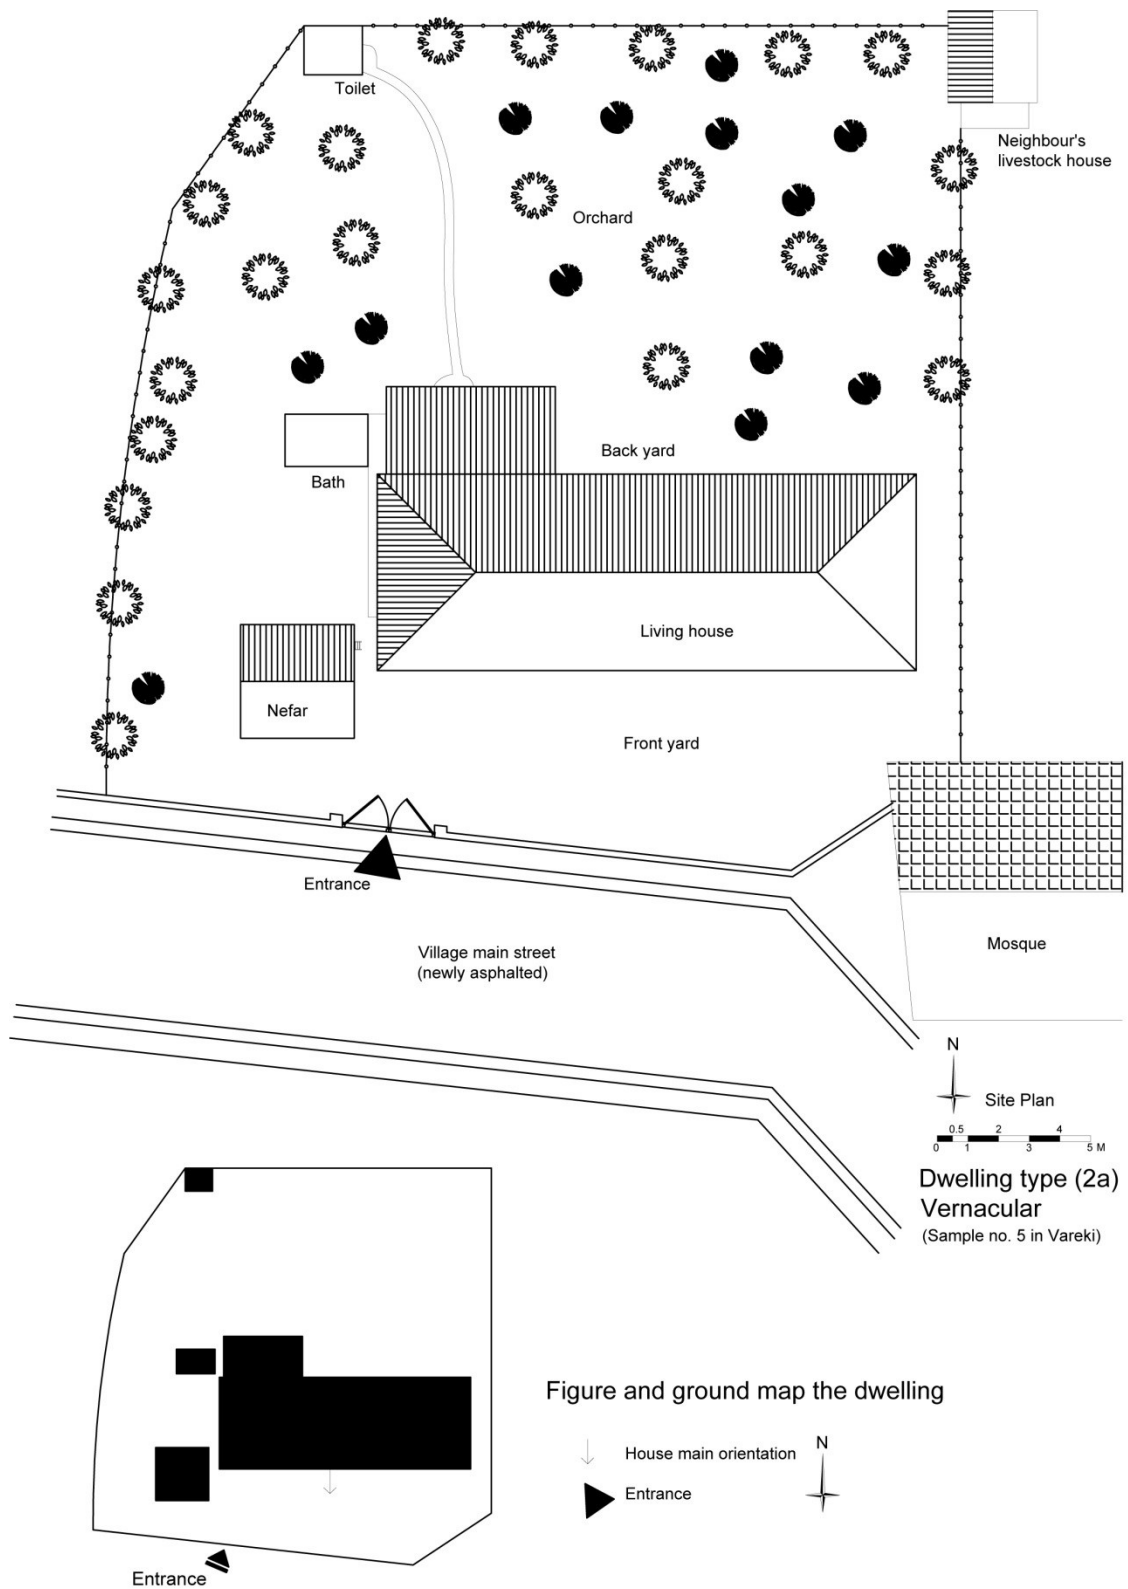 Toilet
Neighbour's
livestock house
Orchard
Back yard
Bath
Living house
Nefar
Front yard
Entrance
Village main street
(newly asphalted)
Mosque
N
Site Plan
0.5 2 4
0 1 3 5 M
Dwelling type (2a)
Vernacular
(Sample no. 5 in Vareki)
Figure and ground map the dwelling
House main orientation
N
Entrance
Entrance